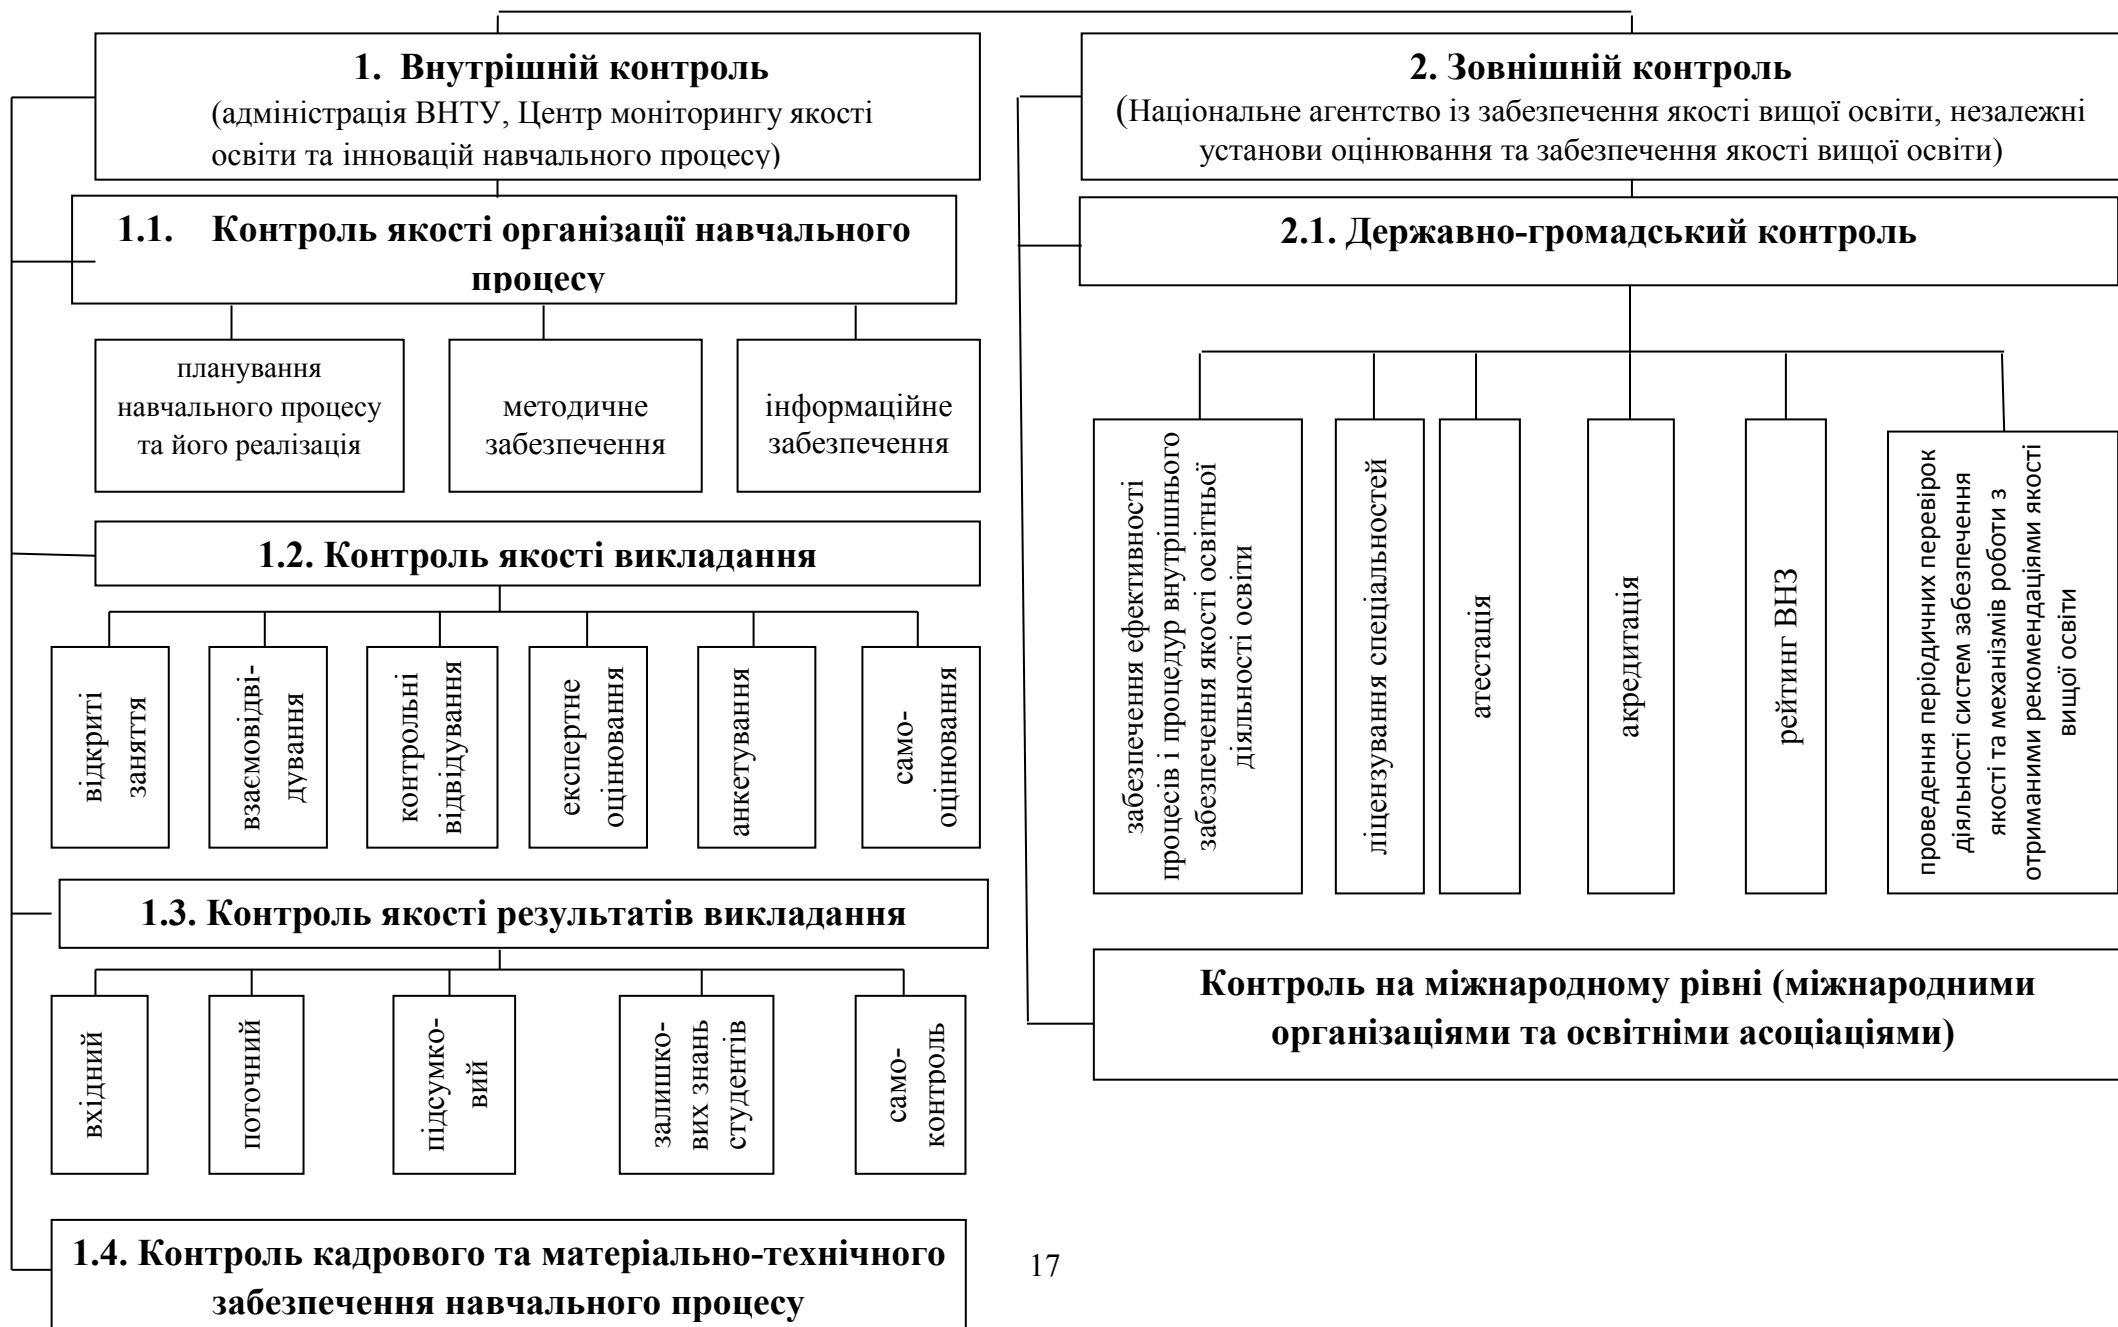 1. Внутрішній контроль
(адміністрація ВНТУ, Центр моніторингу якості
освіти та інновацій навчального процесу)
1.1. Контроль якості організації навчального
процесу
планування
навчального процесу
та його реалізація
методичне
забезпечення
інформаційне
забезпечення
1.2. Контроль якості викладання
відкриті
заняття
взаємовідві-
дування
контрольні
відвідування
експертне
оцінювання
анкетування
само-
оцінювання
1.3. Контроль якості результатів викладання
вхідний
поточний
підсумко-
вий
залишко-
вих знань
студентів
само-
контроль
1.4. Контроль кадрового та матеріально-технічного
забезпечення навчального процесу
2. Зовнішній контроль
(Національне агентство із забезпечення якості вищої освіти, незалежні
установи оцінювання та забезпечення якості вищої освіти)
2.1. Державно-громадський контроль
забезпечення ефективності
процесів і процедур внутрішнього
забезпечення якості освітньої
діяльності освіти
ліцензування спеціальностей
атестація
акредитація
рейтинг ВНЗ
проведення періодичних перевірок
діяльності систем забезпечення
якості та механізмів роботи з
отриманими рекомендаціями якості
вищої освіти
Контроль на міжнародному рівні (міжнародними
організаціями та освітніми асоціаціями)
17